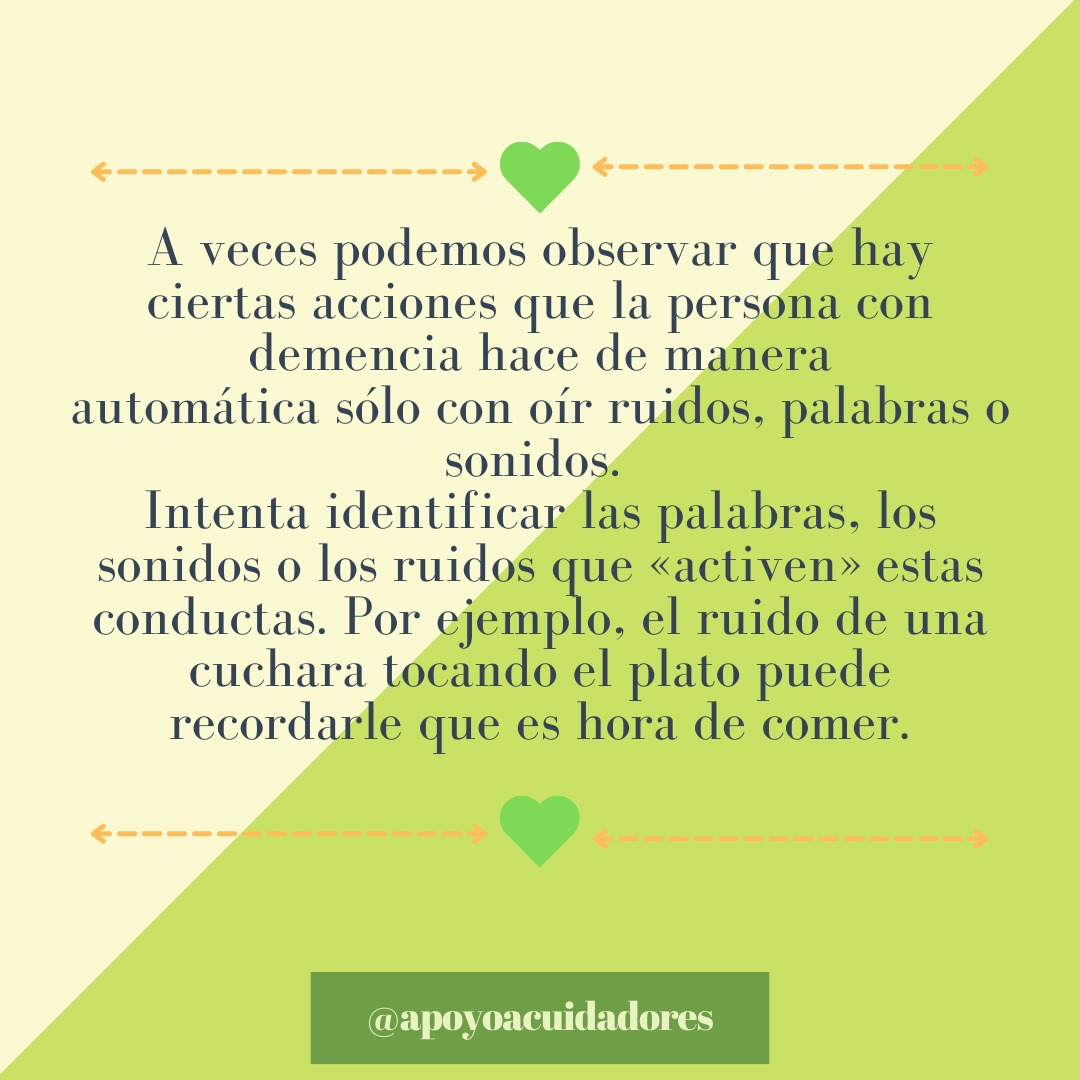 A veces podemos observar que hay
ciertas acciones que la persona con
demencia hace de manera
automática sólo con oír ruidos, palabras o
sonidos.
Intenta identificar las palabras, los
sonidos o los ruidos que «activen» estas
conductas. Por ejemplo, el ruido de una
cuchara tocando el plato puede
recordarle que es hora de comer.
@apoyoacuidadores